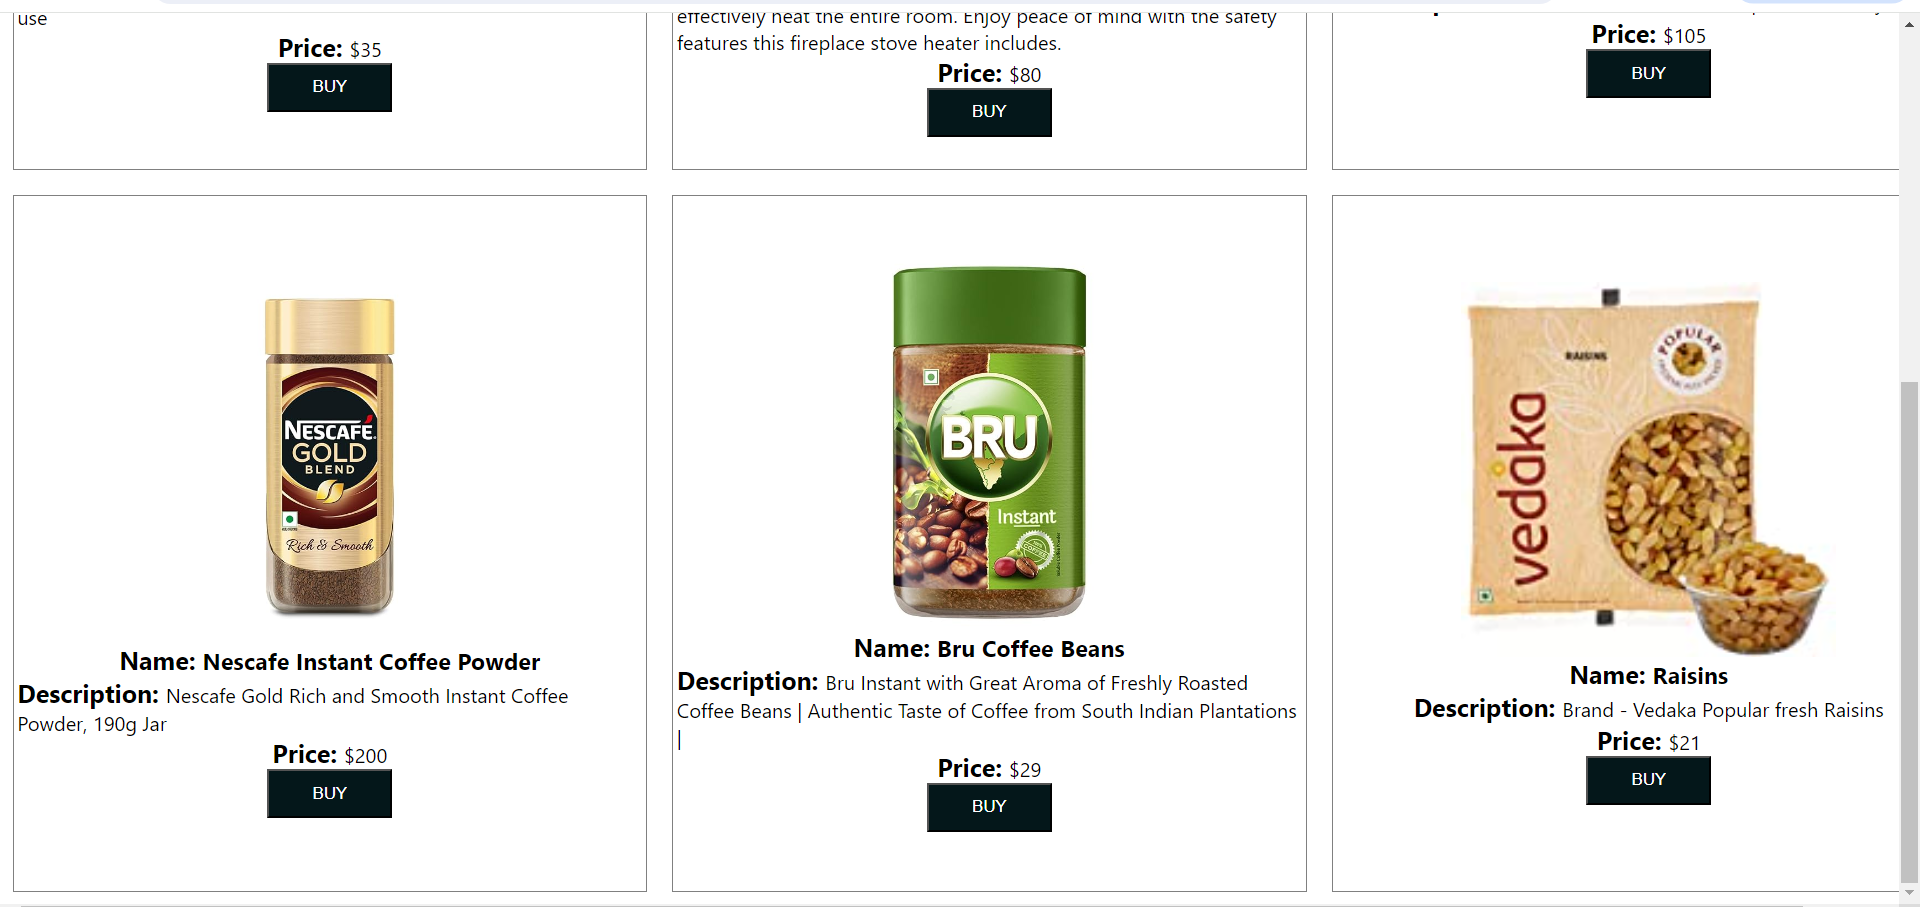 use
Price: $35
BUY
effectively heat the entire room. Enjoy peace of mind with the safety
features this fireplace stove heater includes.
Price: $80
BUY
Price: $105
BUY
NESCAFÉ
GOLD
BLEND
Rich & Smooth
Name: Nescafe Instant Coffee Powder
Description: Nescafe Gold Rich and Smooth Instant Coffee
Powder, 190g Jar
Price: $200
BUY
BRU
Instant
COFFEE
Name: Bru Coffee Beans
Description: Bru Instant with Great Aroma of Freshly Roasted
Coffee Beans | Authentic Taste of Coffee from South Indian Plantations
|
Price: $29
BUY
RAISINS
POPULAR
vedaka
Name: Raisins
Description: Brand - Vedaka Popular fresh Raisins
Price: $21
BUY